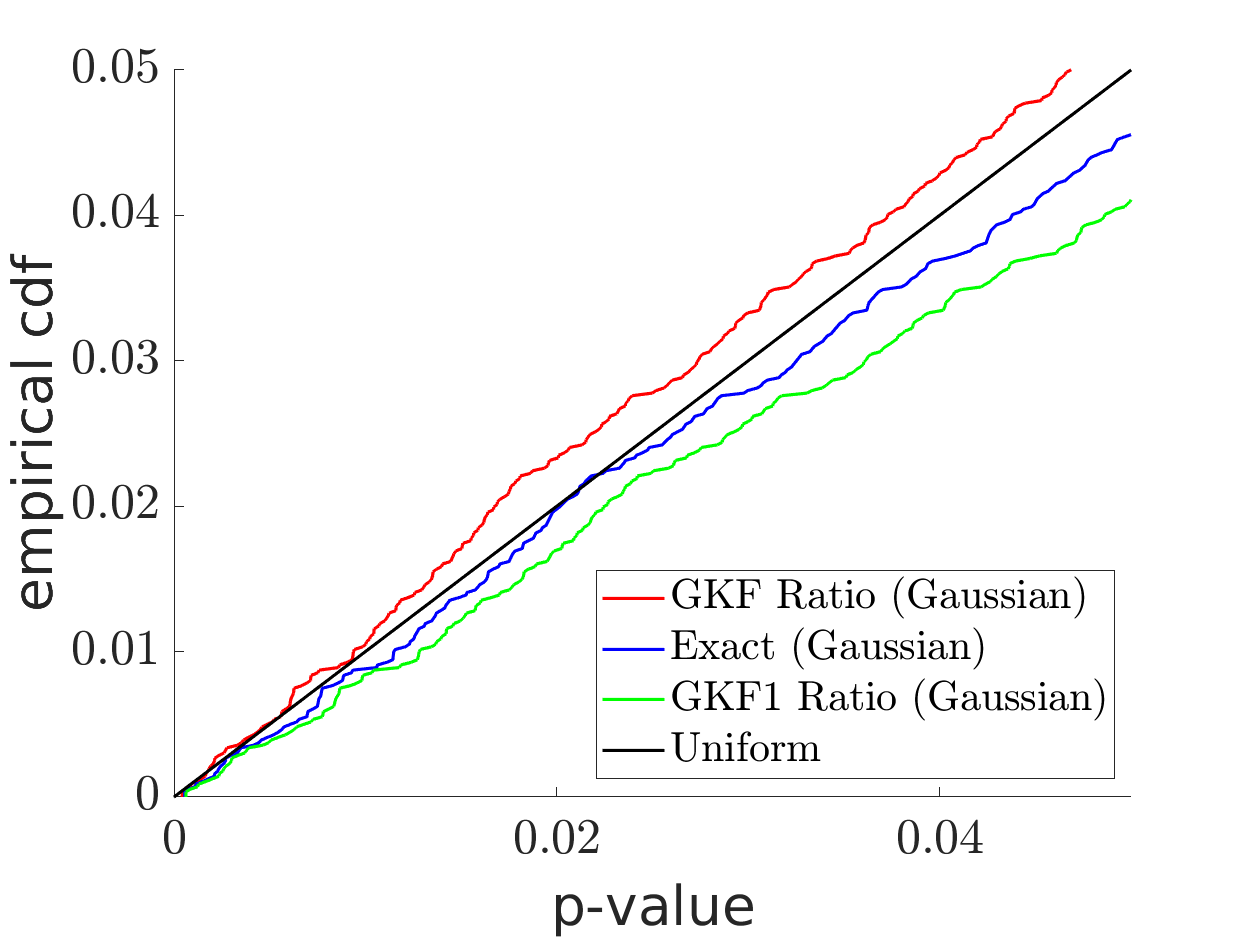 0.05
0.04
0.03
0.02
0.01
0
empirical cdf
GKF Ratio (Gaussian)
Exact (Gaussian)
GKF1 Ratio (Gaussian)
Uniform
0 0.02 0.04
p-value